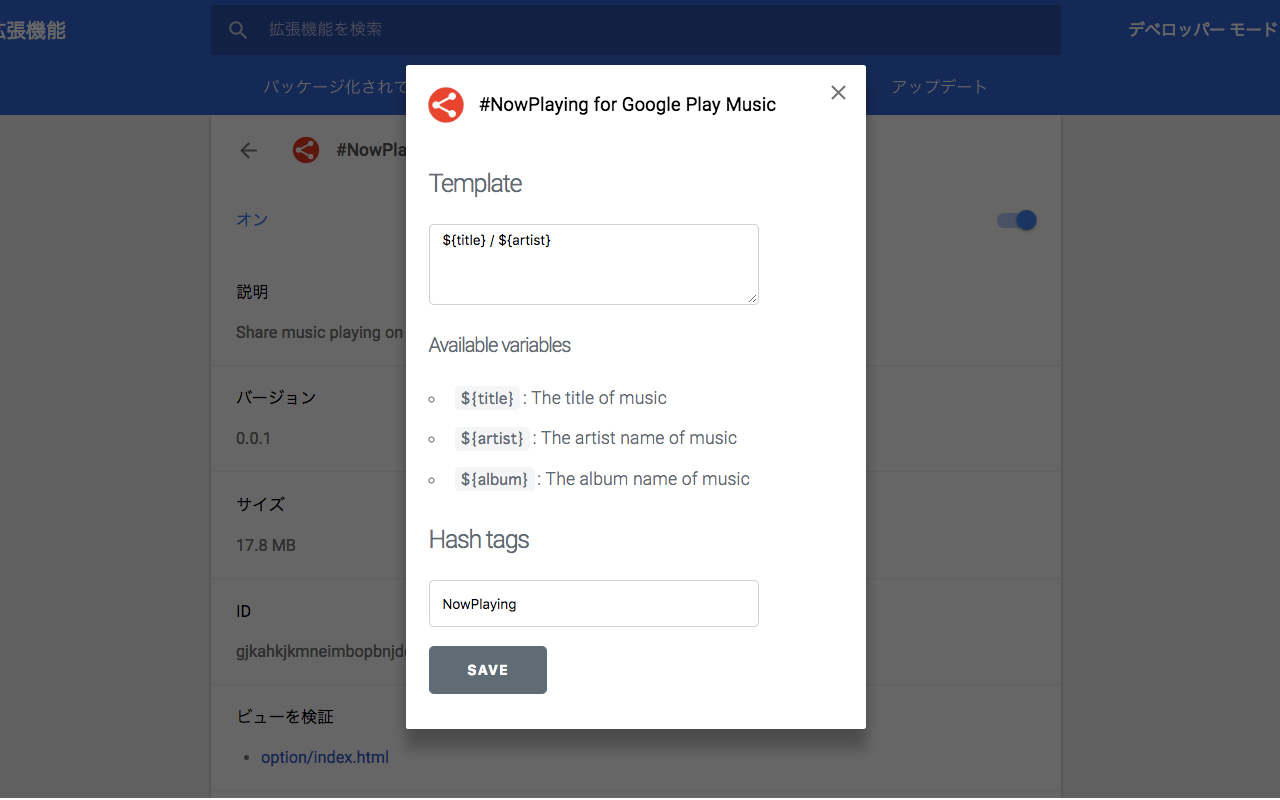 拡張機能
拡張機能を検索
デベロッパー モード
パッケージ化されて
アップデート
#NowPla
オン
説明
Share music playing on
バージョン
0.0.1
サイズ
17.8 MB
ID
gjkahkjkmneimbopbnjd
ビューを検証
• option/index.html
#NowPlaying for Google Play Music
Template
${title} / ${artist}
Available variables
${title} : The title of music
${artist} : The artist name of music
${album} : The album name of music
Hash tags
NowPlaying
SAVE